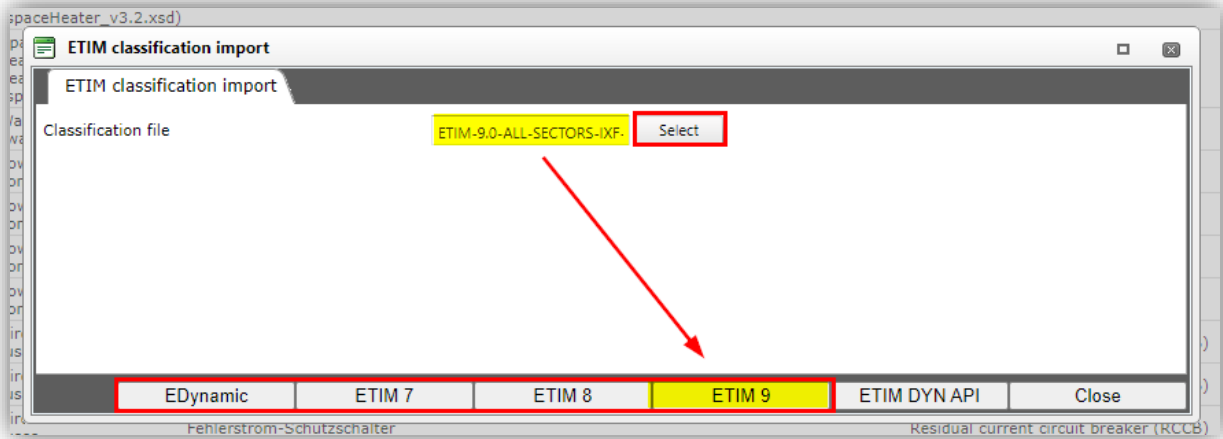 spaceHeater_v3.2.xsd)
ETIM classification import
ETIM classification import
Classification file ETIM-9.0-ALL-SECTORS-IXF- Select
EDynamic ETIM 7 ETIM 8 ETIM 9 ETIM DYN API Close
Fehlerstrom-Schutzschalter Residual current circuit breaker (RCCB)